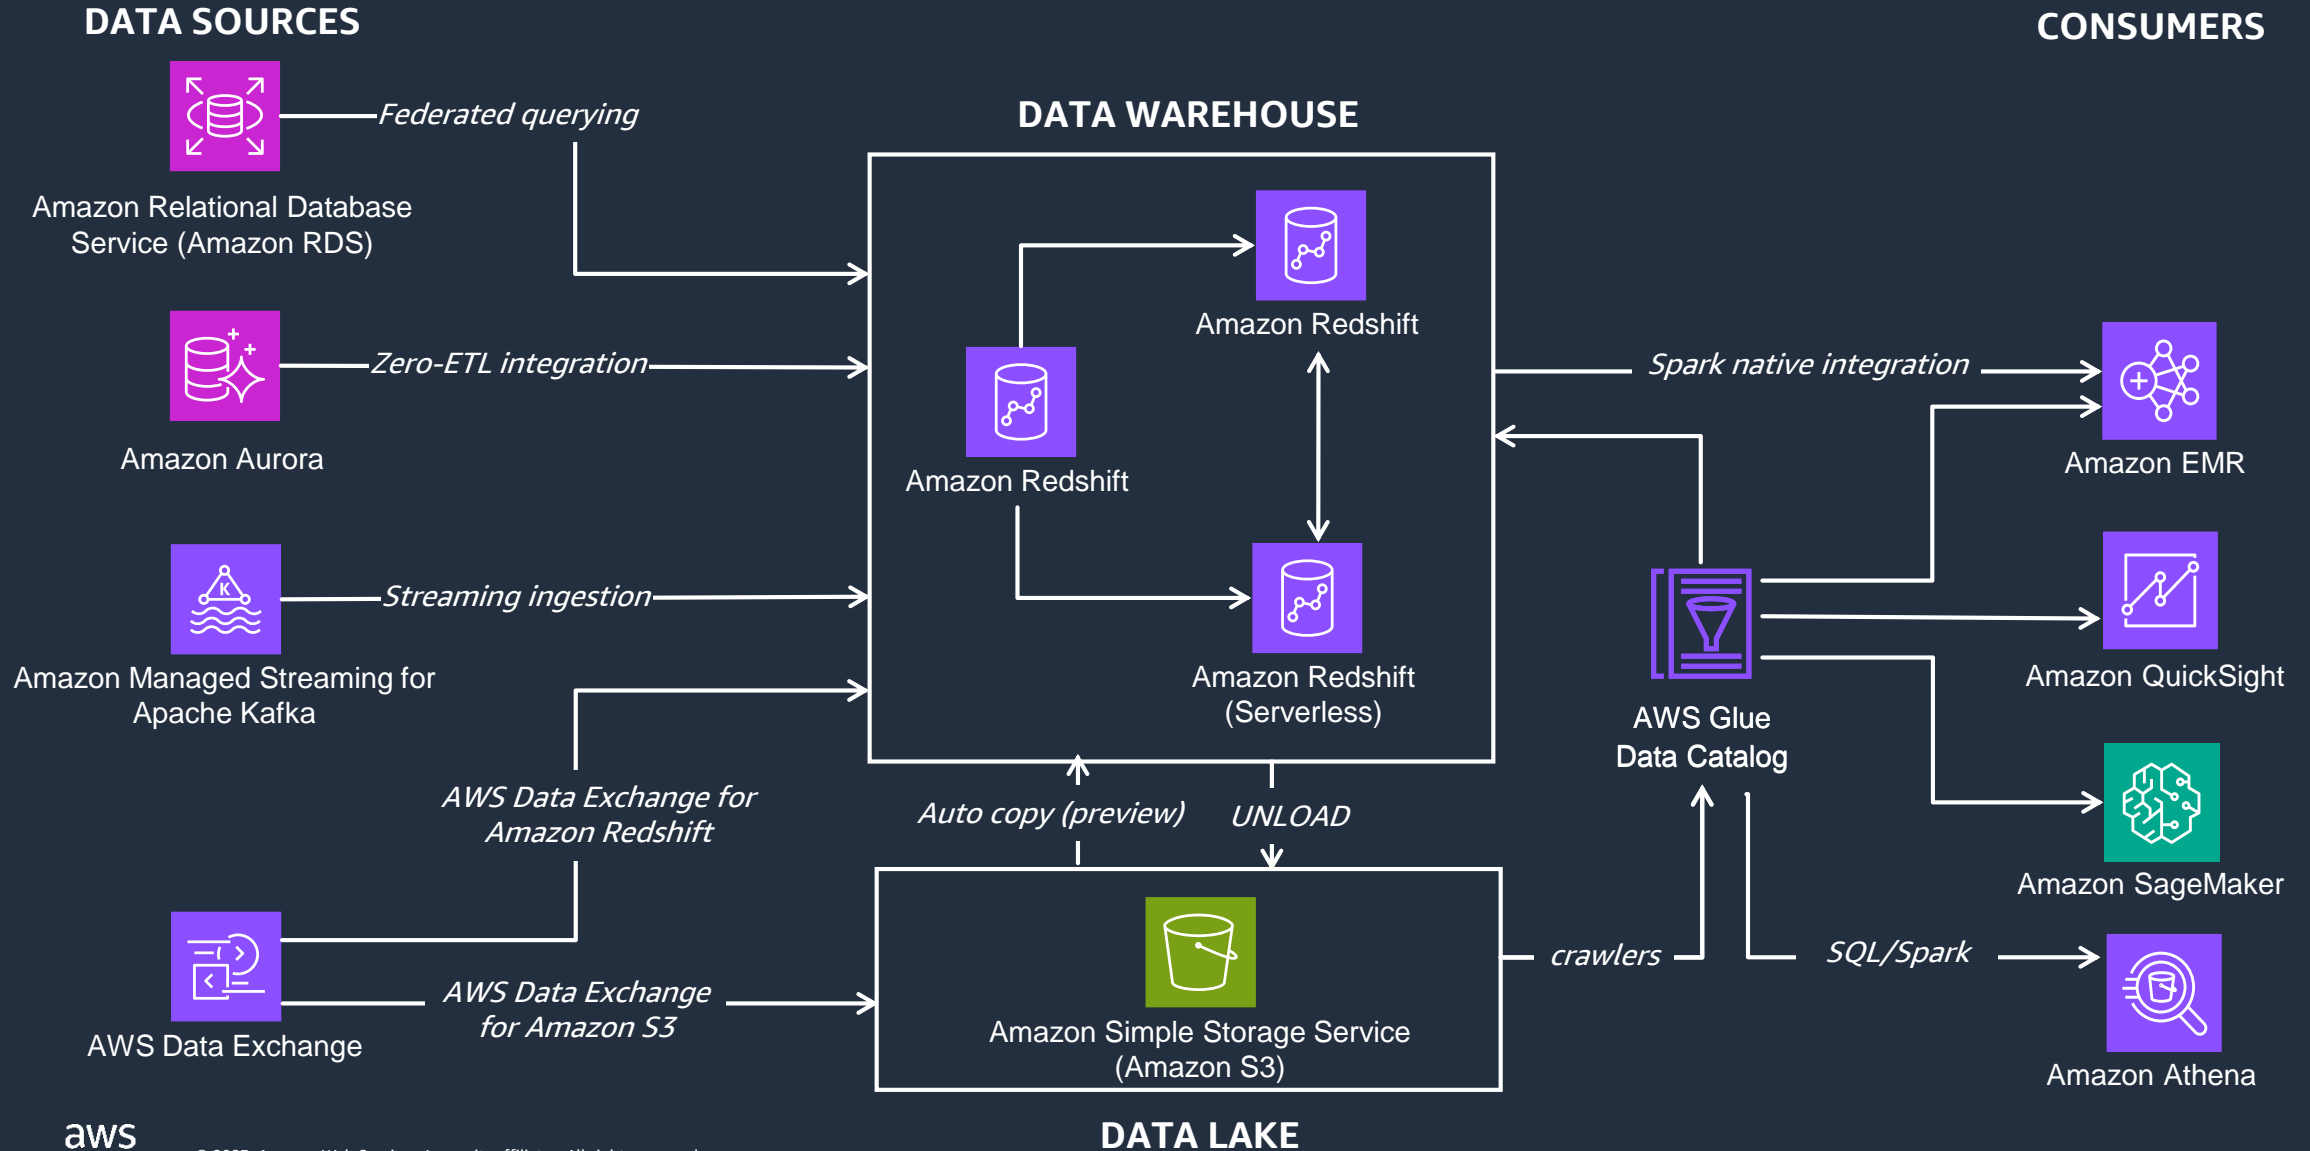 DATA SOURCES
CONSUMERS
Federated querying
DATA WAREHOUSE
Amazon Relational Database
Service (Amazon RDS)
Amazon Redshift
Zero-ETL integration
Spark native integration
Amazon Aurora
Amazon Redshift
Amazon EMR
K
Streaming ingestion
Amazon Managed Streaming for
Apache Kafka
Amazon Redshift
(Serverless)
Amazon QuickSight
AWS Glue
Data Catalog
AWS Data Exchange for
Amazon Redshift
Auto copy (preview)
UNLOAD
Amazon SageMaker
AWS Data Exchange
for Amazon S3
crawlers
SQL/Spark
AWS Data Exchange
Amazon Simple Storage Service
(Amazon S3)
Amazon Athena
aws
DATA LAKE